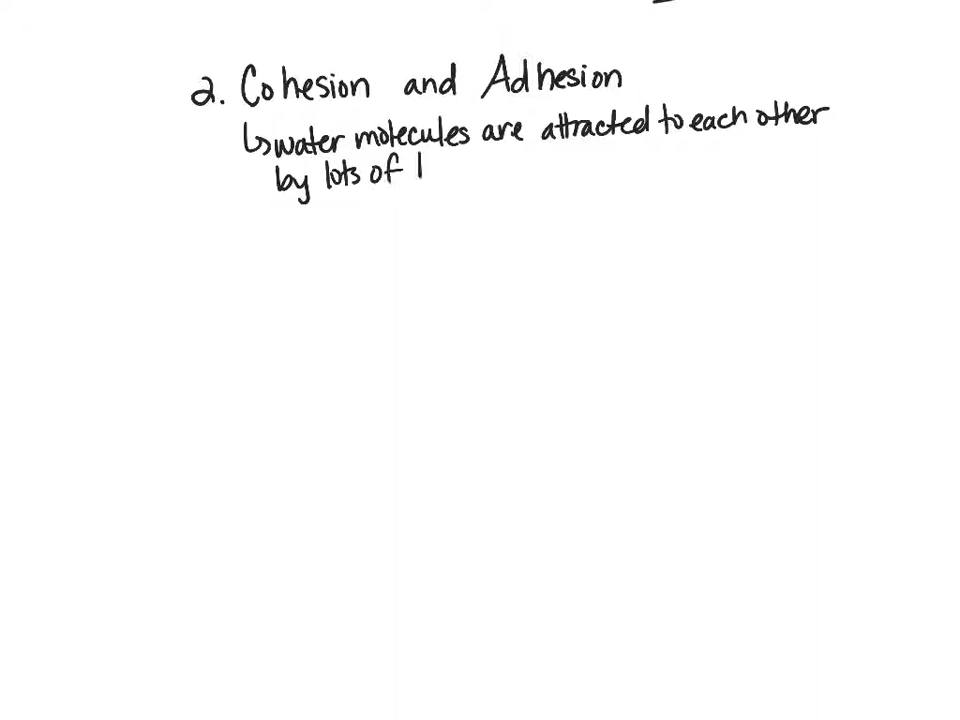 2. Cohesion and Adhesion
↳water molecules are attracted to each other
by lots of